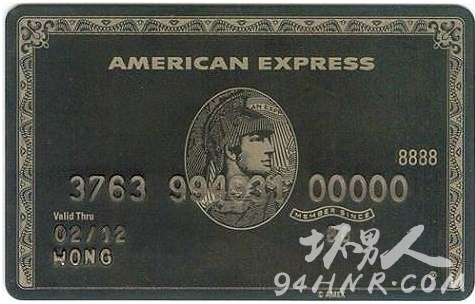 AMERICAN EXPRESS
8888
3763 00000
MEMBER SINCE
Valid Thru
02/12
WONG
坏男人
94HNR.COM
© AMEX